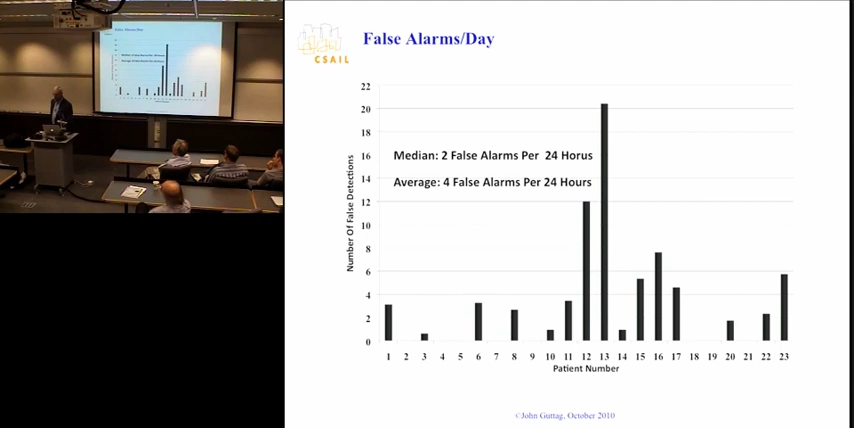 CSAIL
False Alarms/Day
22
20
18
16
14
12
10
8
6
4
2
0
Number Of False Detections
Median: 2 False Alarms Per 24 Horus
Average: 4 False Alarms Per 24 Hours
1 2 3 4 5 6 7 8 9 10 11 12 13 14 15 16 17 18 19 20 21 22 23
Patient Number
©John Guttag, October 2010